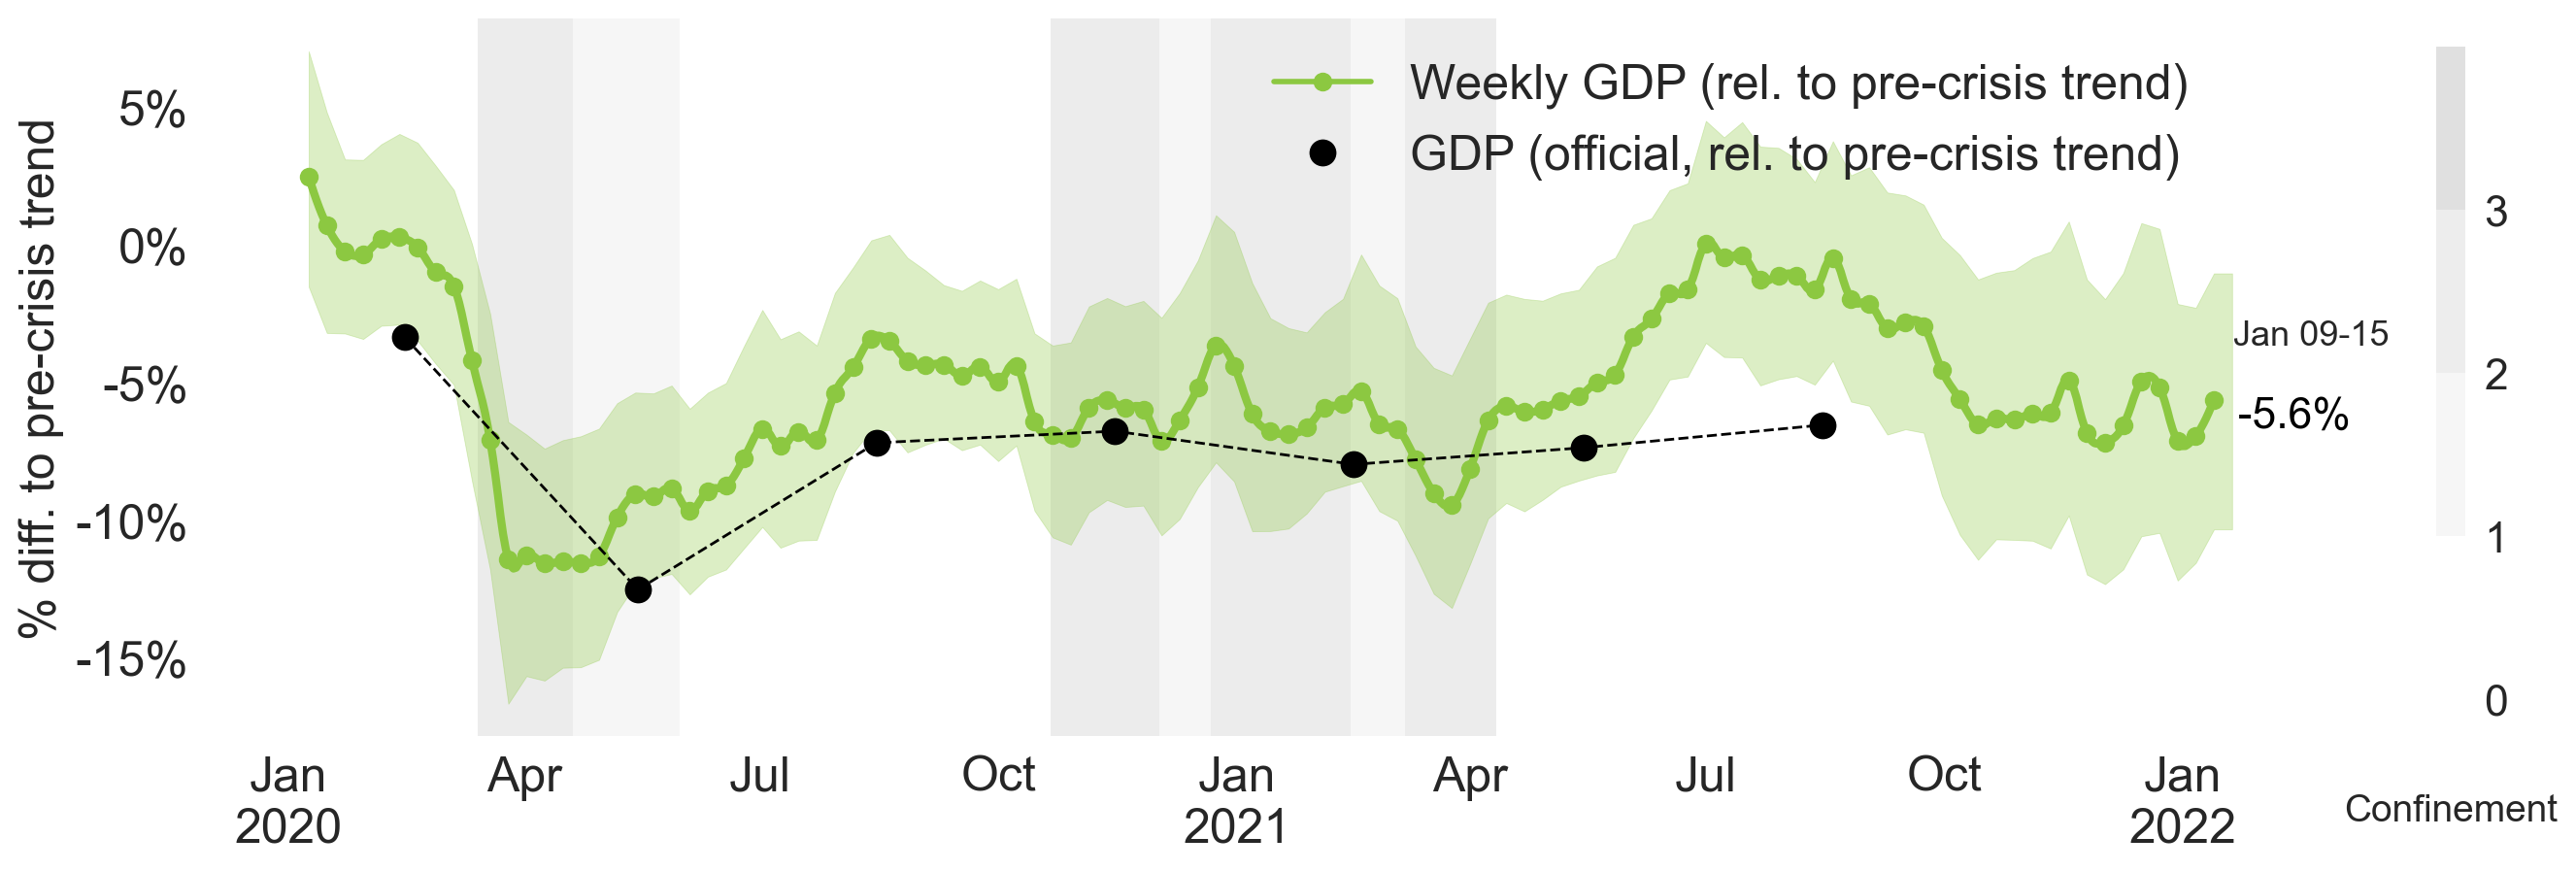 Weekly GDP (rel. to pre-crisis trend)
GDP (official, rel. to pre-crisis trend)
% diff. to pre-crisis trend
5%
0%
-5%
-10%
-15%
Jan 09-15
-5.6%
3
2
1
0
Jan Apr Jul Oct Jan Apr Jul Oct Jan
2020 2021 2022
Confinement